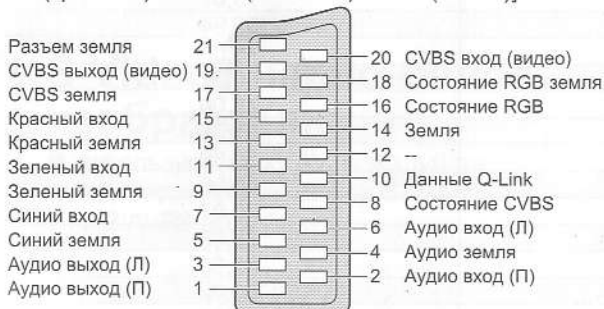 Разъем земля 21
CVBS выход (видео) 19
CVBS земля 17
Красный вход 15
Красный земля 13
Зеленый вход 11
Зеленый земля 9
Синий вход 7
Синий земля 5
Аудио выход (Л) 3
Аудио выход (П) 1
20 CVBS вход (видео)
18 Состояние RGB земля
16 Состояние RGB
14 Земля
12 --
10 Данные Q-Link
8 Состояние CVBS
6 Аудио вход (Л)
4 Аудио земля
2 Аудио вход (П)